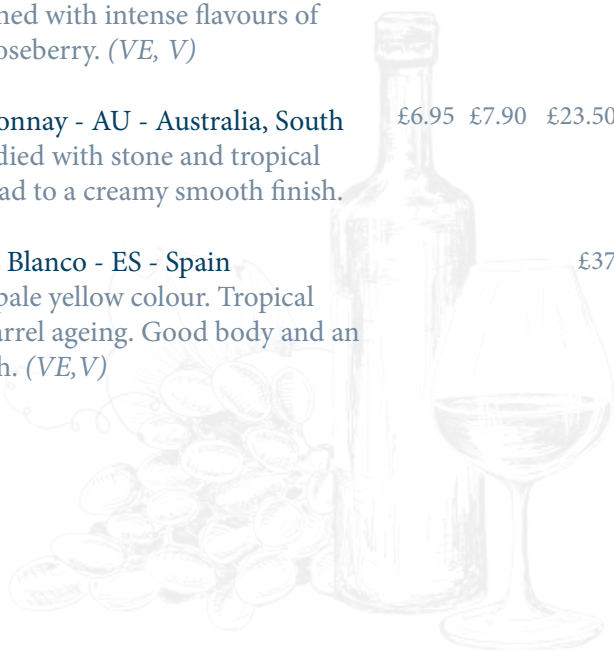 ned with intense flavours of
oseberry. (VE, V)
onnay - AU - Australia, South £6.95 £7.90 £23.50
died with stone and tropical
ad to a creamy smooth finish.
Blanco - ES - Spain £37
pale yellow colour. Tropical
arrel ageing. Good body and an
h. (VE,V)